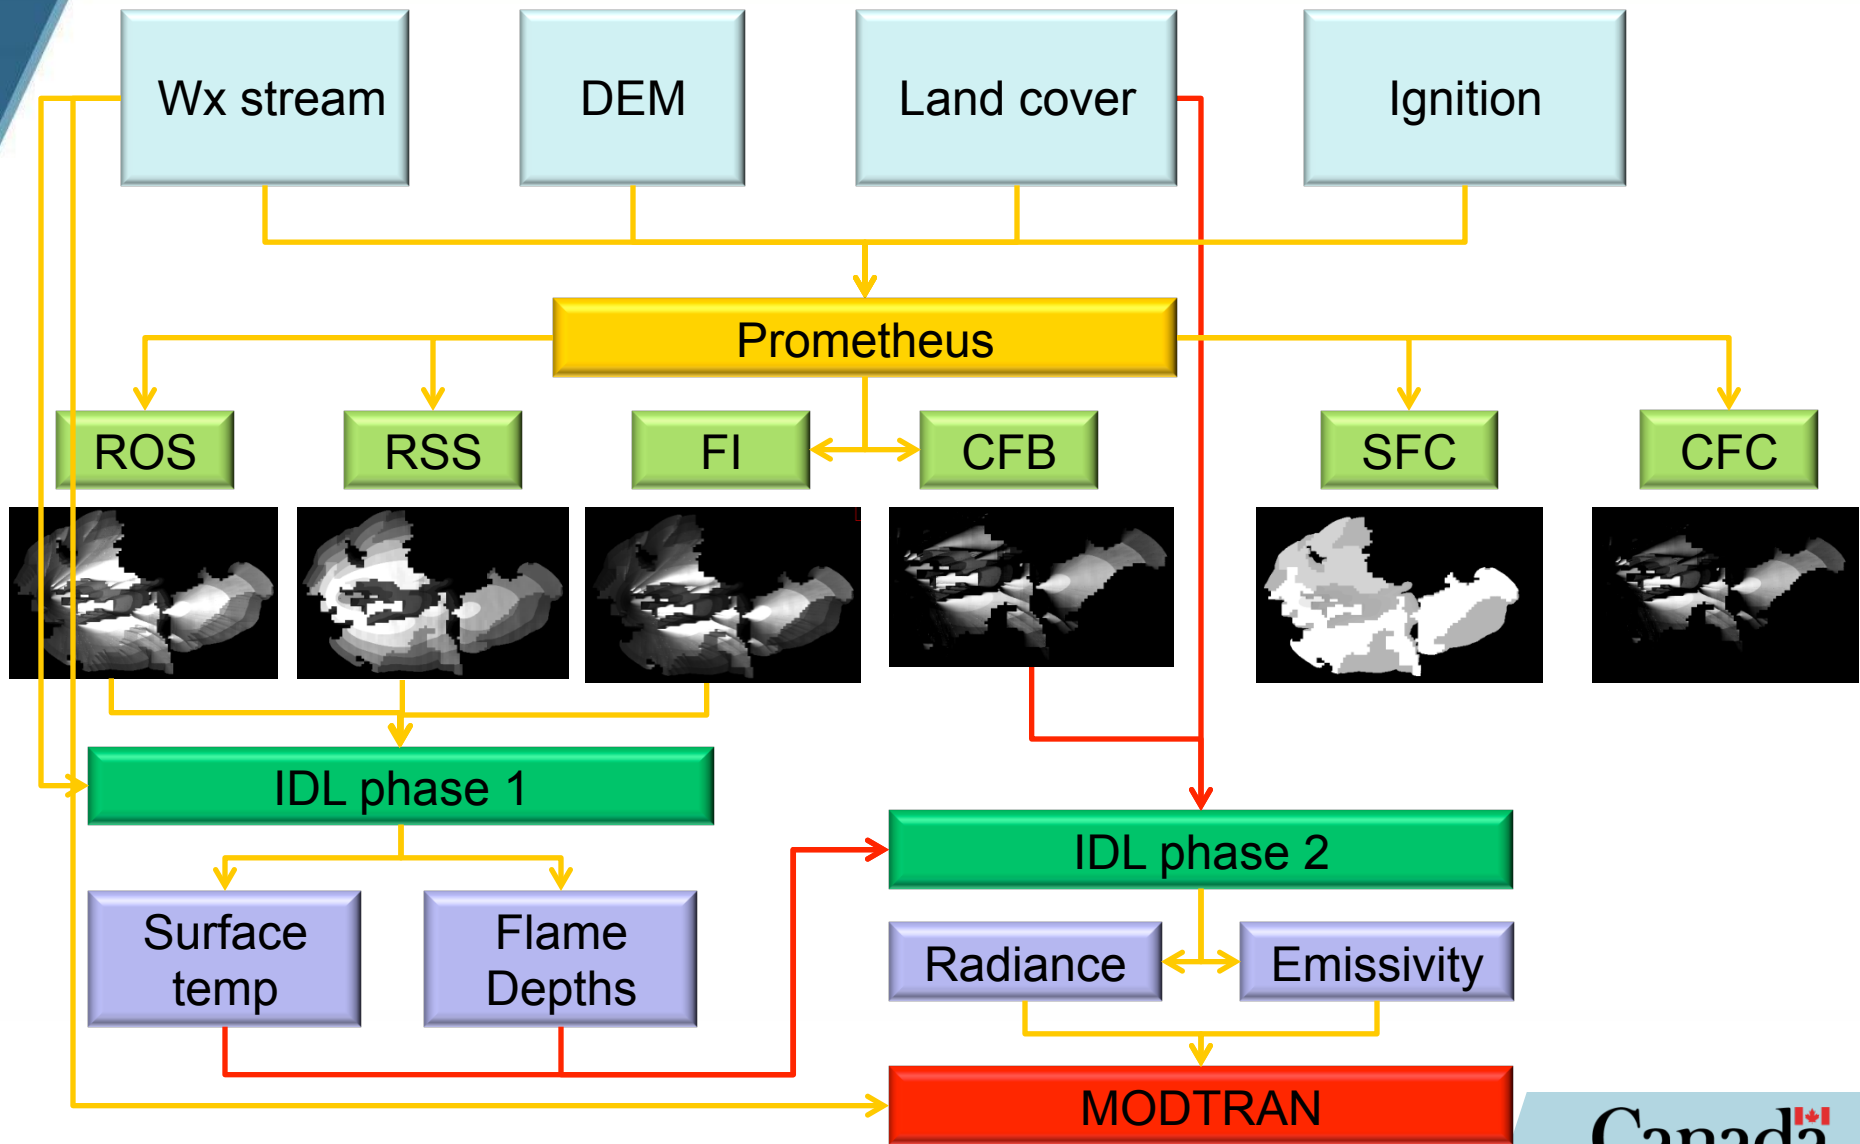 Wx stream
DEM
Land cover
Ignition
Prometheus
ROS
RSS
FI
CFB
SFC
CFC
IDL phase 1
IDL phase 2
Surface
temp
Flame
Depths
Radiance
Emissivity
MODTRAN
Canada